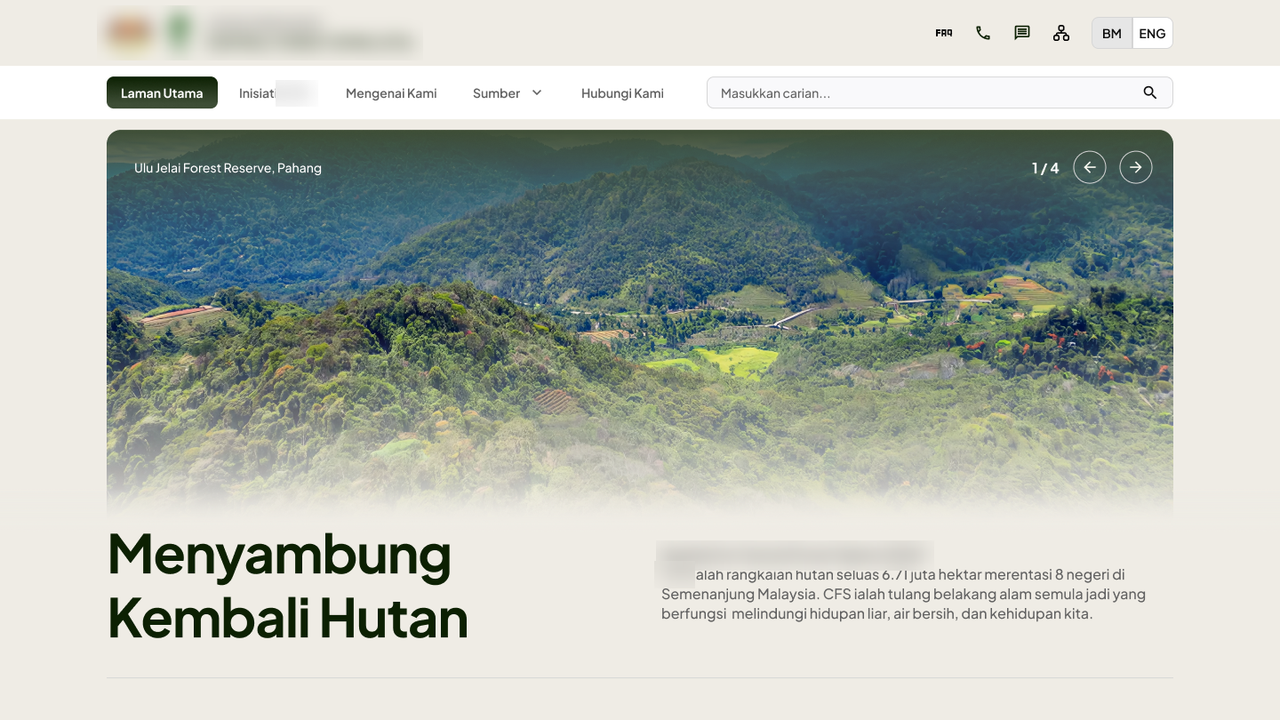 FAQ
BM ENG
Laman Utama
Mengenai Kami
Sumber
Hubungi Kami
Masukkan carian...
Ulu Jelai Forest Reserve, Pahang
1 / 4
Menyambung
Kembali Hutan
ialah rangkaian hutan seluas 6.71 juta hektar merentasi 8 negeri di
Semenanjung Malaysia. CFS ialah tulang belakang alam semula jadi yang
berfungsi melindungi hidupan liar, air bersih, dan kehidupan kita.